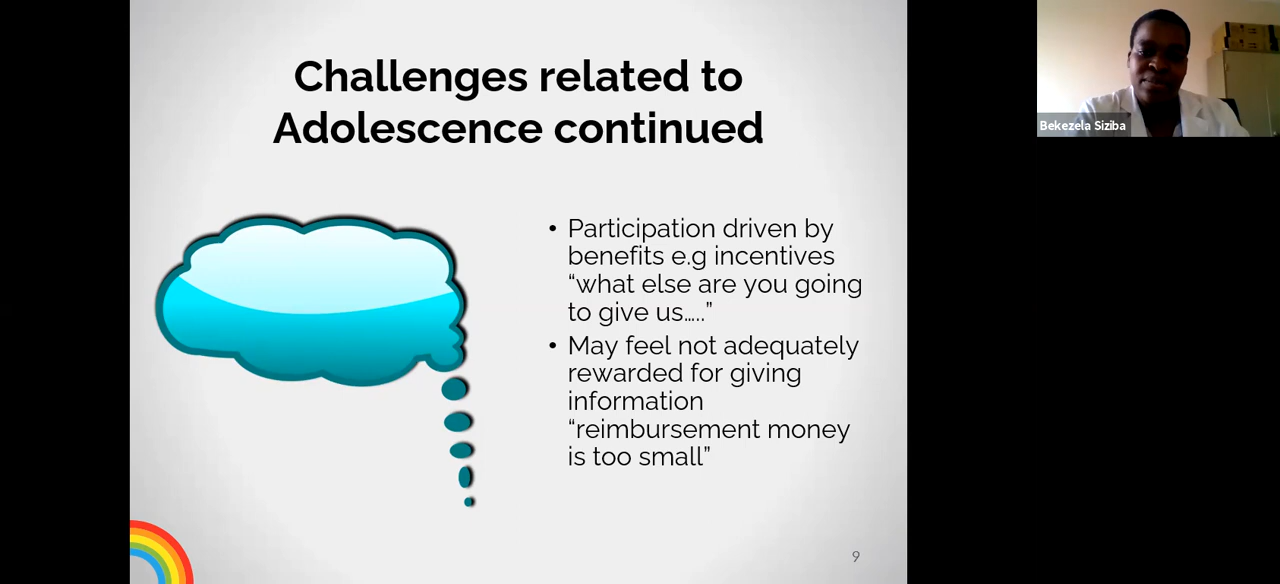 Challenges related to
Adolescence continued
• Participation driven by
benefits e.g incentives
“what else are you going
to give us…..”
• May feel not adequately
rewarded for giving
information
“reimbursement money
is too small”
9
Bekezela Siziba